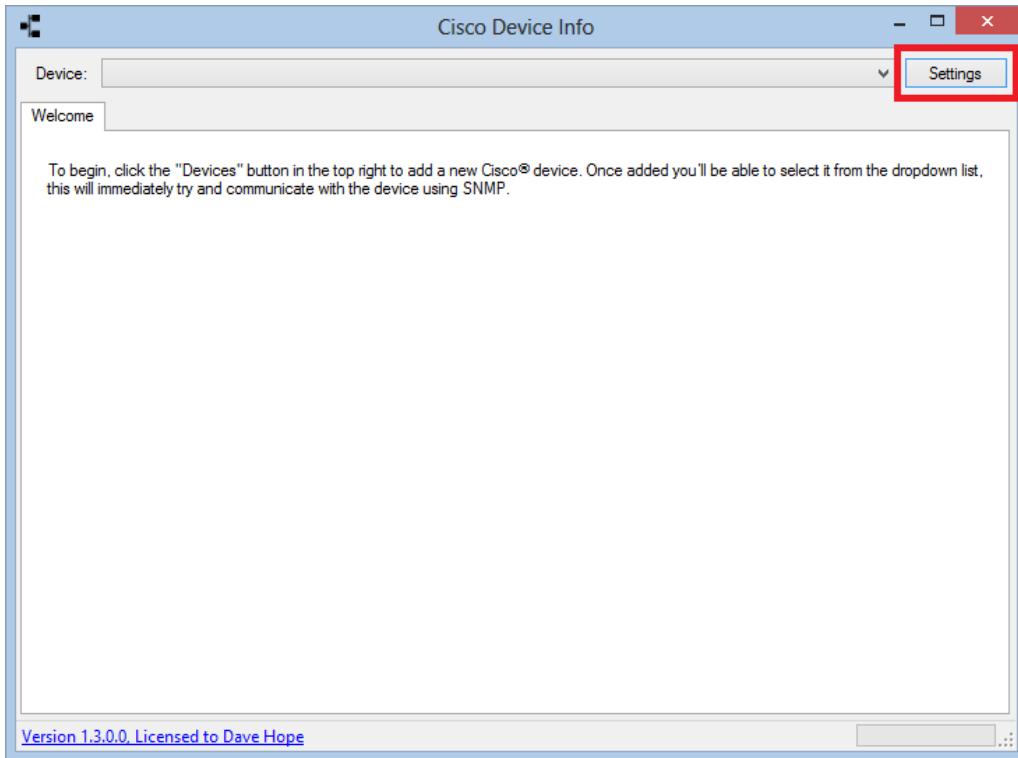 Cisco Device Info
Device:
Settings
Welcome
To begin, click the "Devices" button in the top right to add a new Cisco® device. Once added you'll be able to select it from the dropdown list,
this will immediately try and communicate with the device using SNMP.
Version 1.3.0.0, Licensed to Dave Hope